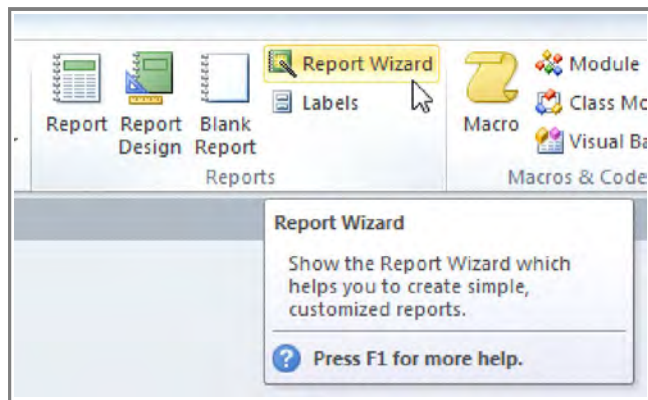 Report
Report Design
Blank Report
Report Wizard
Labels
Reports
Macro
Module
Class Mo
Visual Ba
Macros & Code
Report Wizard
Show the Report Wizard which
helps you to create simple,
customized reports.
Press F1 for more help.